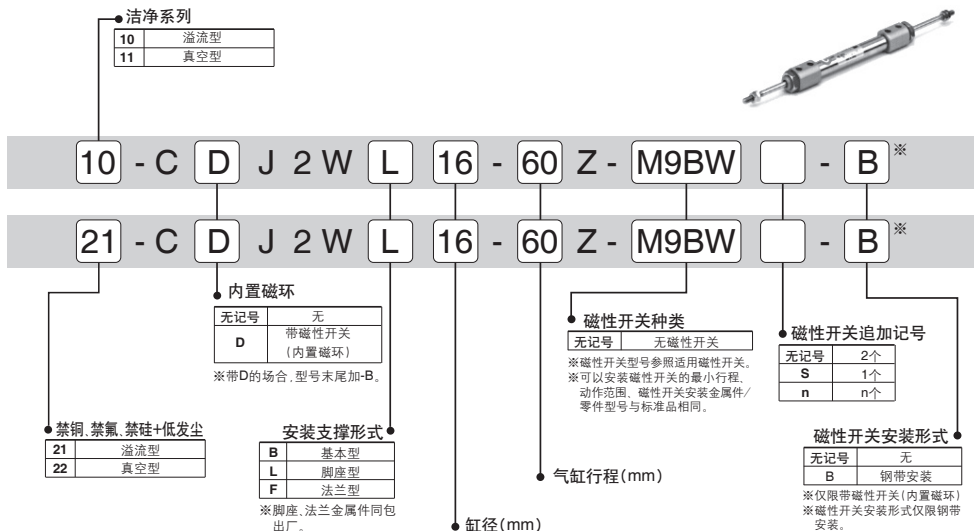 洁净系列
10 溢流型
11 真空型
10 - C D J 2 W L 16 - 60 Z - M9BW - B ※
21 - C D J 2 W L 16 - 60 Z - M9BW - B ※
内置磁环
无记号 无
D 带磁性开关
(内置磁环)
※带D的场合,型号末尾加-B。
禁铜、禁氟、禁硅+低发尘
21 溢流型
22 真空型
安装支撑形式
B 基本型
L 脚座型
F 法兰型
※脚座、法兰金属件同包
出厂。
缸径(mm)
气缸行程(mm)
磁性开关种类
无记号 无磁性开关
※磁性开关型号参照适用磁性开关。
※可以安装磁性开关的最小行程、
动作范围、磁性开关安装金属件/
零件型号与标准品相同。
磁性开关追加记号
无记号 2个
S 1个
n n个
磁性开关安装形式
无记号 无
B 钢带安装
※仅限带磁性开关(内置磁环)
※磁性开关安装形式仅限钢带
安装。